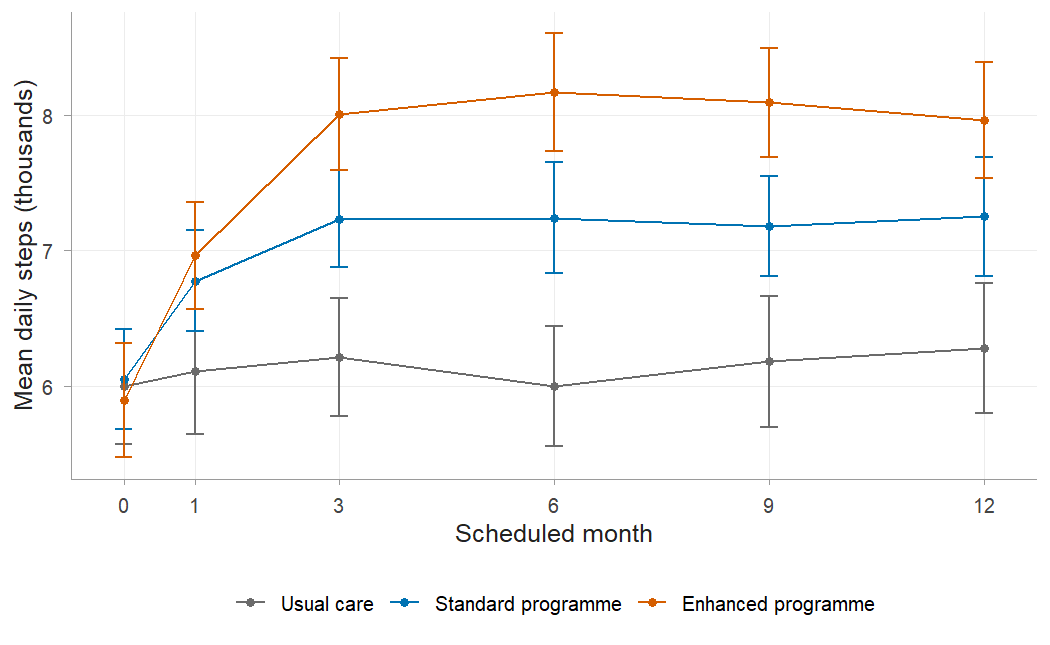 Mean daily steps (thousands)
8
7
6
0 1 3 6 9 12
Scheduled month
Usual care Standard programme Enhanced programme